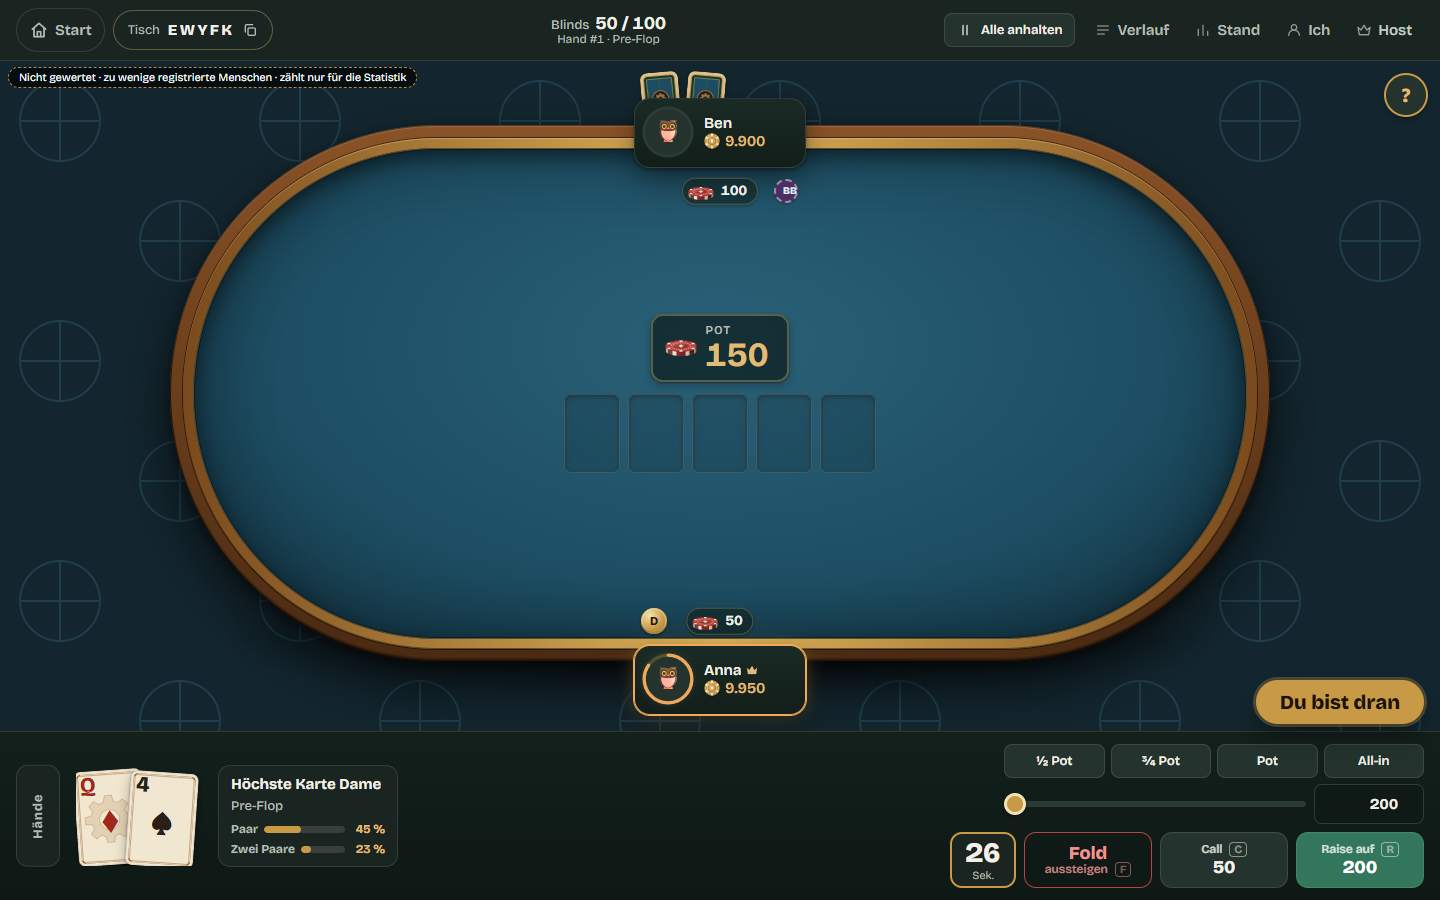 Start
Tisch EWYFK
Blinds 50 / 100
Hand #1 · Pre-Flop
Alle anhalten
Verlauf
Stand
Ich
Host
Nicht gewertet · zu wenige registrierte Menschen · zählt nur für die Statistik
?
Ben
9.900
100
BB
POT
150
D
50
Anna
9.950
Du bist dran
Hände
Q
4
Höchste Karte Dame
Pre-Flop
Paar 45 %
Zwei Paare 23 %
½ Pot
¾ Pot
Pot
All-in
200
26
Sek.
Fold
aussteigen F
Call C
50
Raise auf R
200